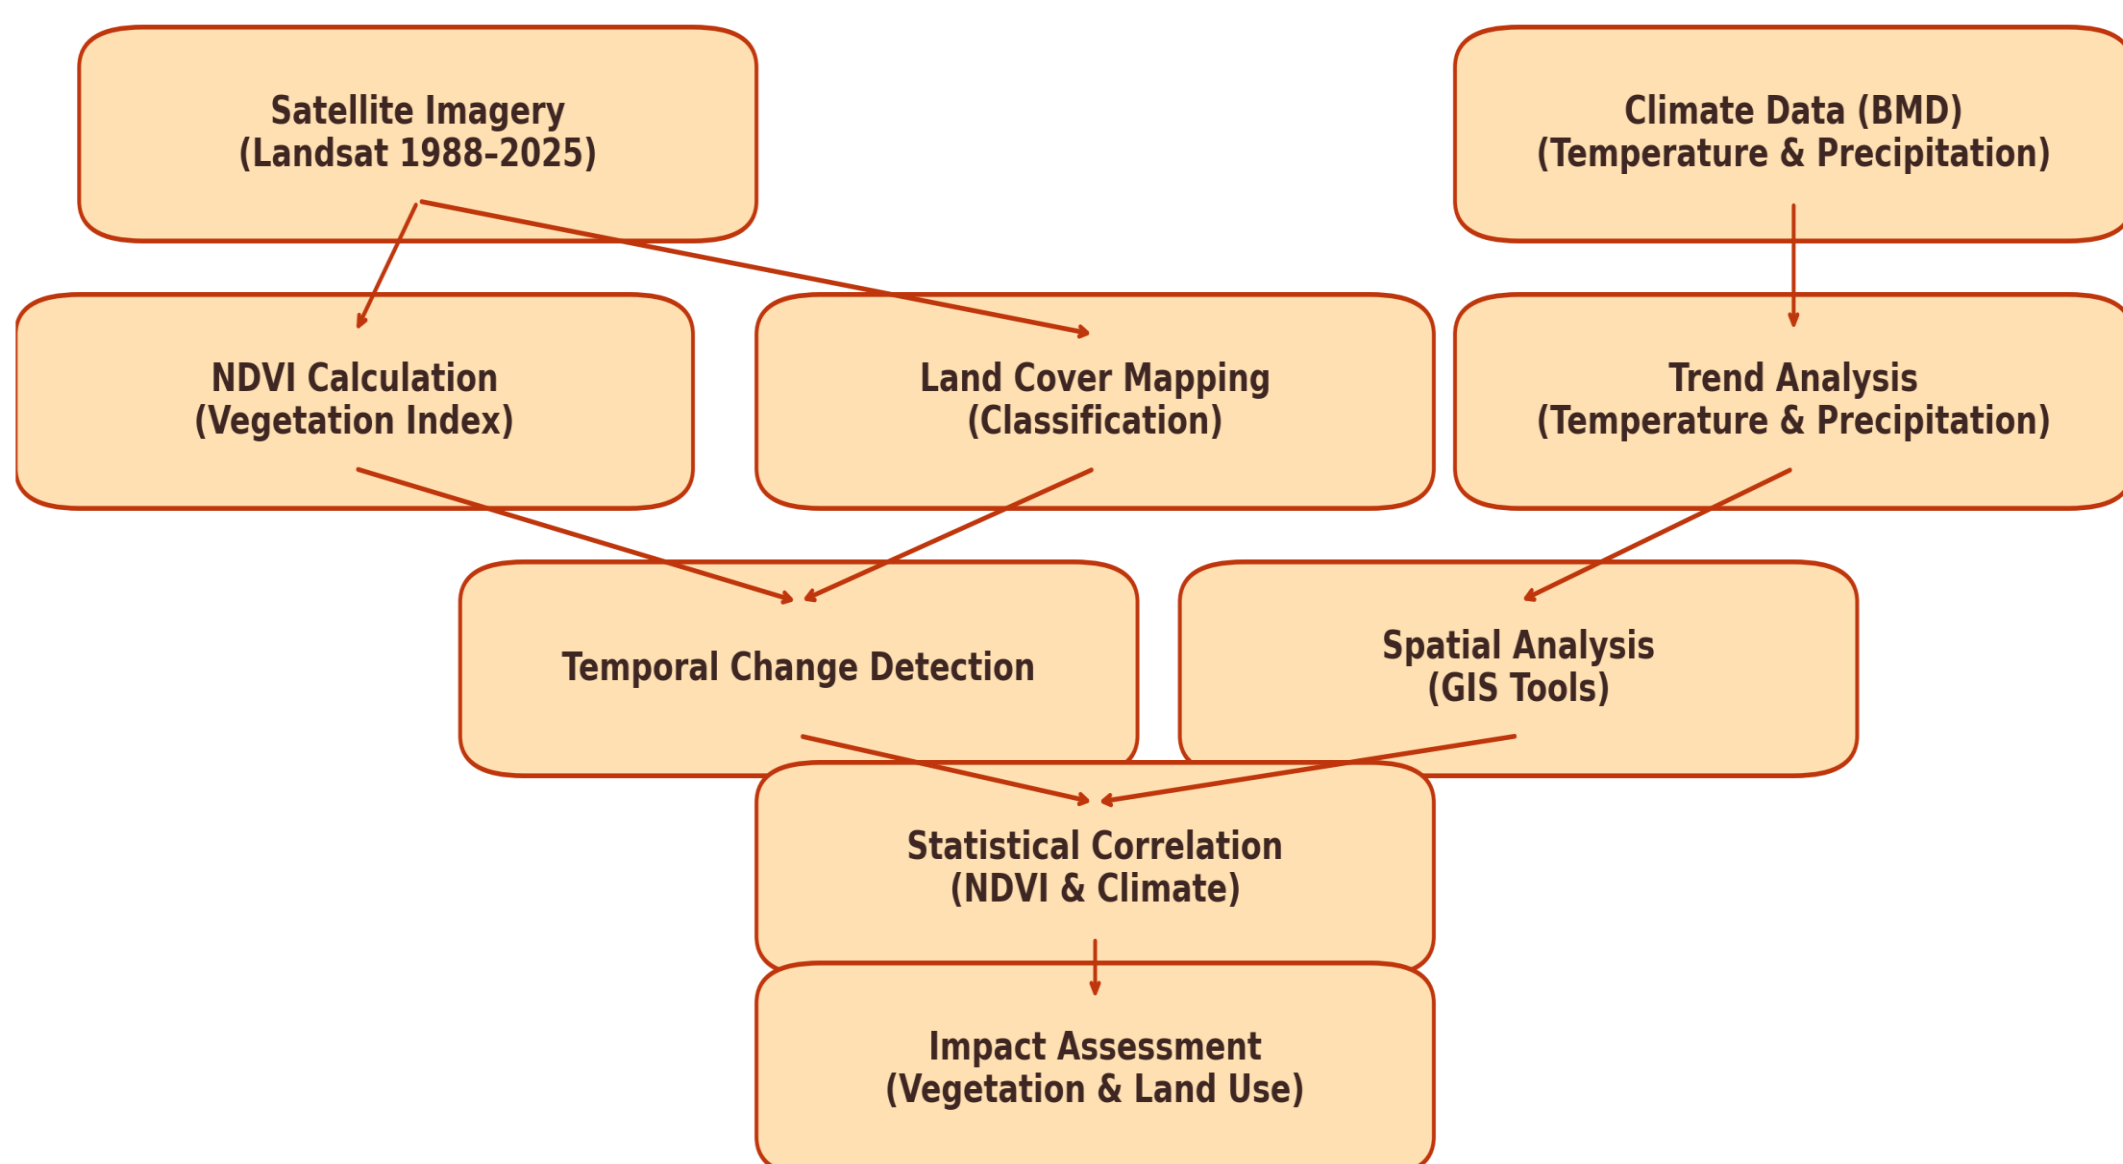 Satellite Imagery
(Landsat 1988–2025)
Climate Data (BMD)
(Temperature & Precipitation)
NDVI Calculation
(Vegetation Index)
Land Cover Mapping
(Classification)
Trend Analysis
(Temperature & Precipitation)
Temporal Change Detection
Spatial Analysis
(GIS Tools)
Statistical Correlation
(NDVI & Climate)
Impact Assessment
(Vegetation & Land Use)